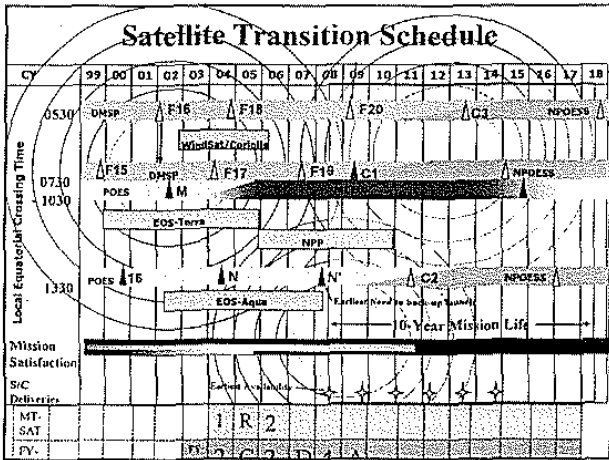 Satellite Transition Schedule
CY 99 00 01 02 03 04 05 06 07 08 09 10 11 12 13 14 15 16 17 18
Local Equatorial Crossing Time
0530 DMSP F16 F18 F20 C3 NPOESS
WindSat/Coriolis
F15 DMSP F17 F19 C1 NPOESS
0730
1030 POES M
EOS-Terra
NPP
1330 POES 16 N N' C2 NPOESS
EOS-Aqua
Earliest Need to back-up launch
10-Year Mission Life
Mission
Satisfaction
S/C
Deliveries
Earliest Availability
MT-
SAT
1 R 2
FY-